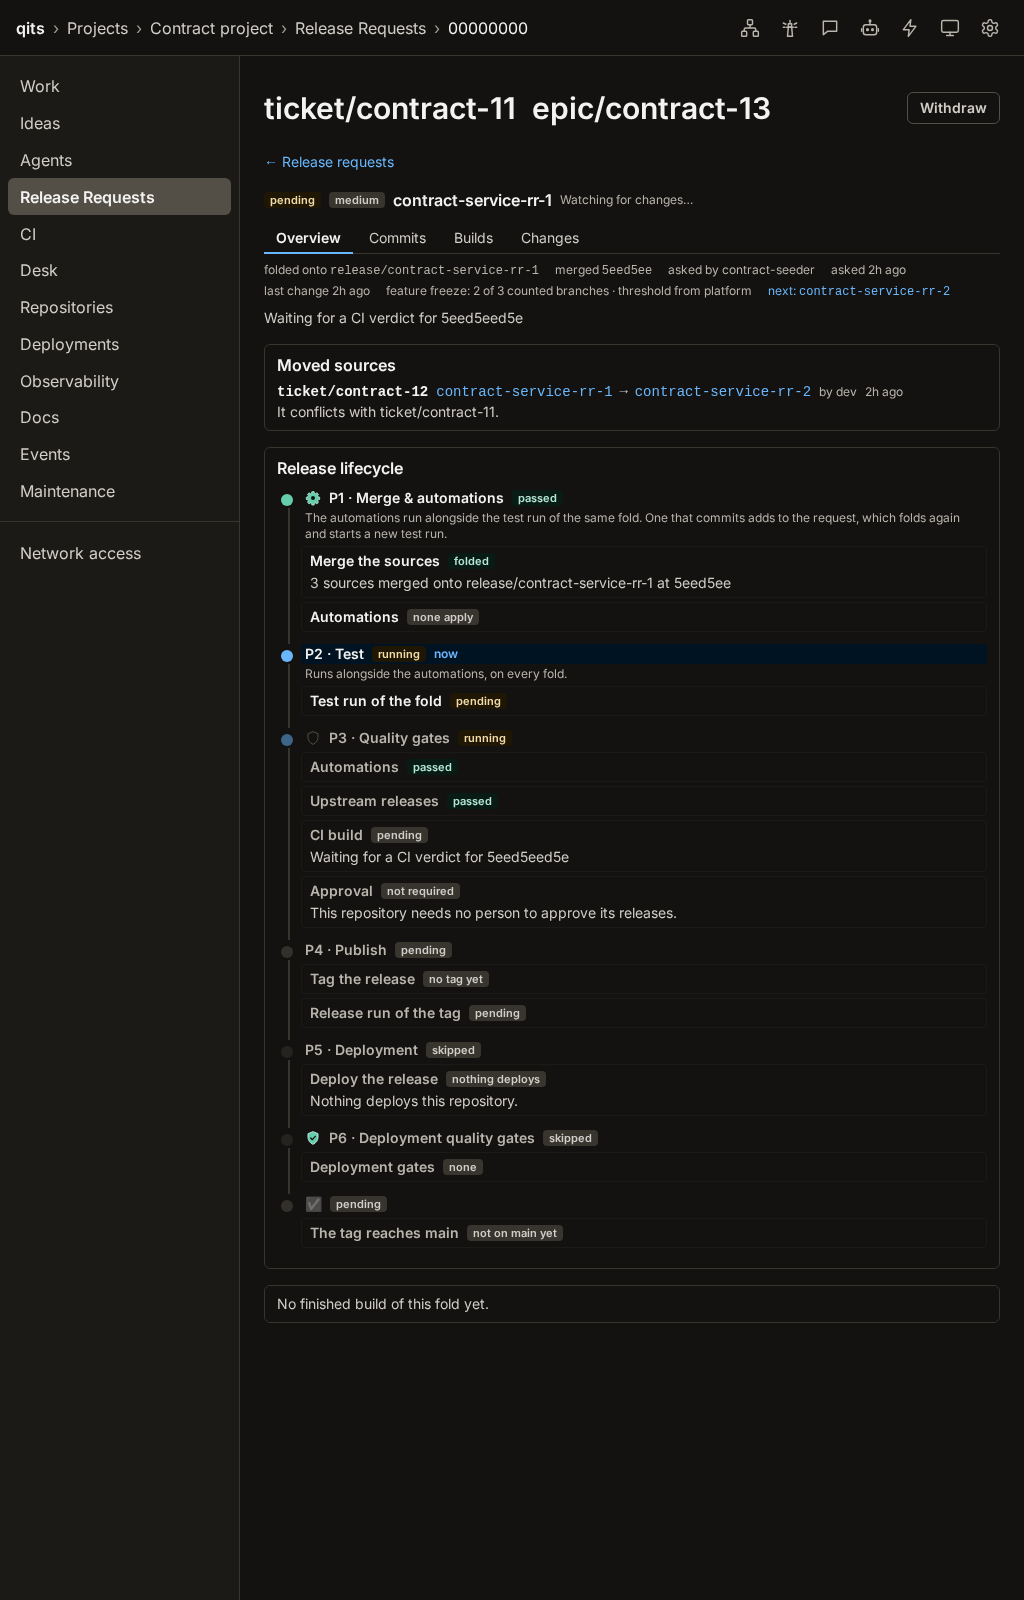 qits › Projects › Contract project › Release Requests › 00000000
Work
Ideas
Agents
Release Requests
CI
Desk
Repositories
Deployments
Observability
Docs
Events
Maintenance
Network access
ticket/contract-11 epic/contract-13
Withdraw
← Release requests
pending medium contract-service-rr-1 Watching for changes…
Overview Commits Builds Changes
folded onto release/contract-service-rr-1 merged 5eed5ee asked by contract-seeder asked 2h ago
last change 2h ago feature freeze: 2 of 3 counted branches · threshold from platform next: contract-service-rr-2
Waiting for a CI verdict for 5eed5eed5e
Moved sources
ticket/contract-12 contract-service-rr-1 → contract-service-rr-2 by dev 2h ago
It conflicts with ticket/contract-11.
Release lifecycle
P1 · Merge & automations passed
The automations run alongside the test run of the same fold. One that commits adds to the request, which folds again
and starts a new test run.
Merge the sources folded
3 sources merged onto release/contract-service-rr-1 at 5eed5ee
Automations none apply
P2 · Test running now
Runs alongside the automations, on every fold.
Test run of the fold pending
P3 · Quality gates running
Automations passed
Upstream releases passed
CI build pending
Waiting for a CI verdict for 5eed5eed5e
Approval not required
This repository needs no person to approve its releases.
P4 · Publish pending
Tag the release no tag yet
Release run of the tag pending
P5 · Deployment skipped
Deploy the release nothing deploys
Nothing deploys this repository.
P6 · Deployment quality gates skipped
Deployment gates none
pending
The tag reaches main not on main yet
No finished build of this fold yet.